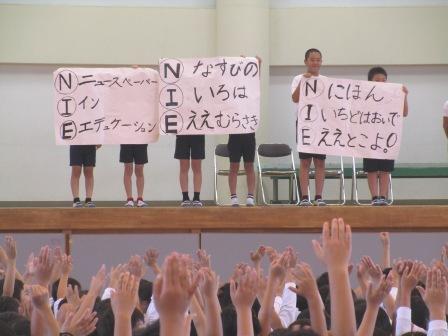 Nニュースペーパー
Iイン
Eエデュケーション
Nなすびの
Iいろは
Eええむらさき
Nにほん
Iいちどはおいで
Eええとこよ!